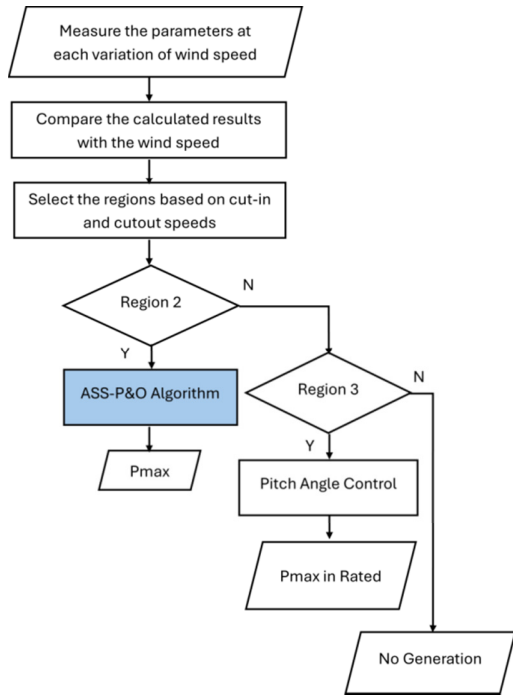 Measure the parameters at
each variation of wind speed
Compare the calculated results
with the wind speed
Select the regions based on cut-in
and cutout speeds
Region 2
N
Y
ASS-P&O Algorithm
Pmax
Region 3
N
Y
Pitch Angle Control
Pmax in Rated
No Generation